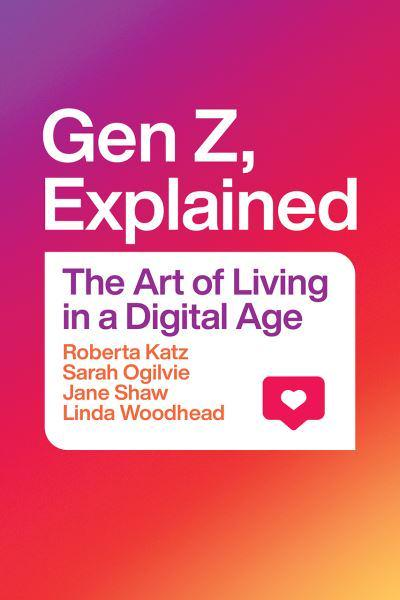 Gen Z,
Explained
The Art of Living
in a Digital Age
Roberta Katz
Sarah Ogilvie
Jane Shaw
Linda Woodhead